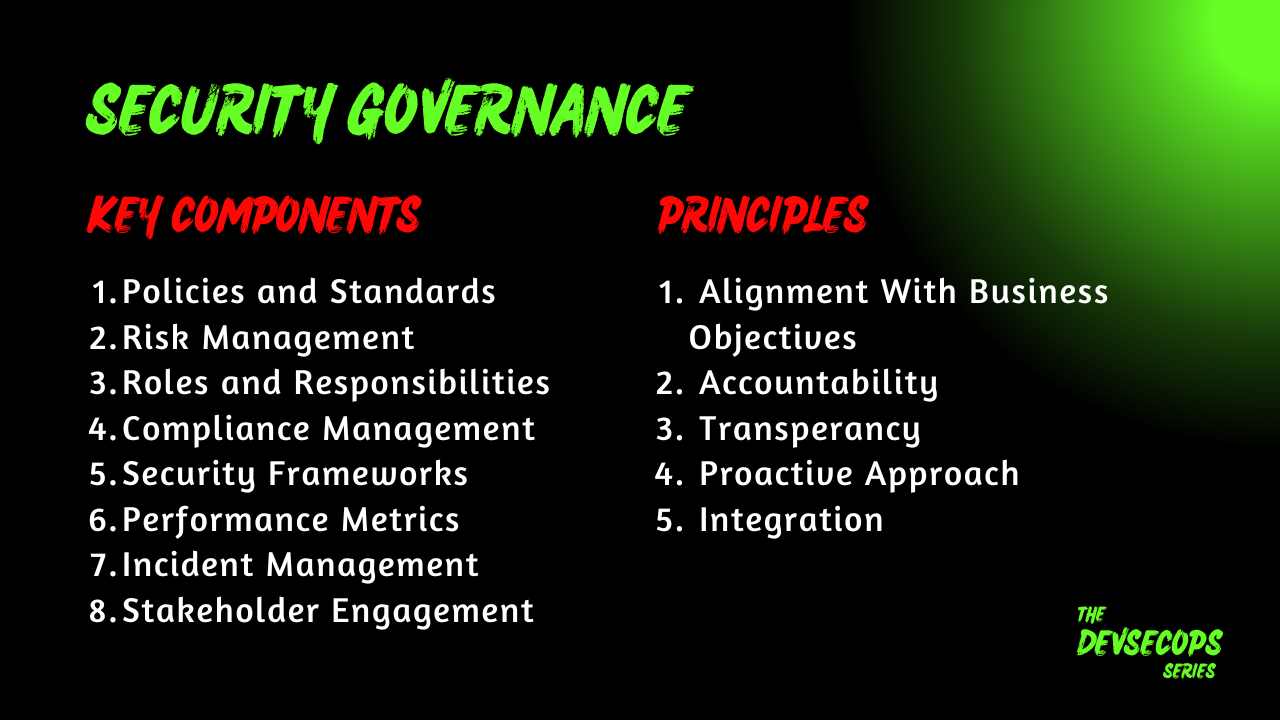 SECURITY GOVERNANCE
KEY COMPONENTS
1. Policies and Standards
2. Risk Management
3. Roles and Responsibilities
4. Compliance Management
5. Security Frameworks
6. Performance Metrics
7. Incident Management
8. Stakeholder Engagement
PRINCIPLES
1. Alignment With Business
Objectives
2. Accountability
3. Transperancy
4. Proactive Approach
5. Integration
THE
DEVSECOPS
SERIES